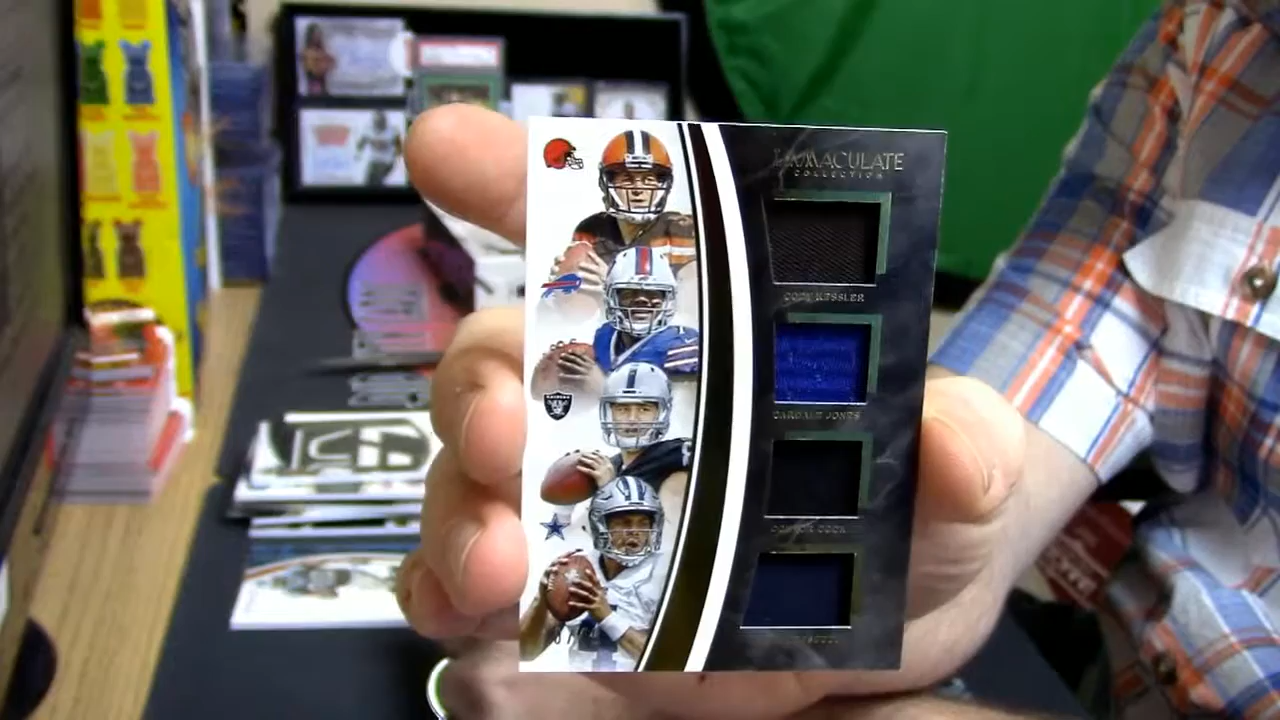 IMMACULATE
COLLECTION
CODY KESSLER
CARDALE JONES
CONNOR COOK